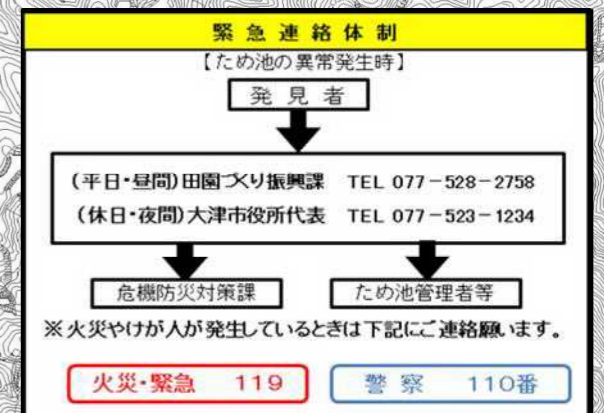 緊急連絡体制
【ため池の異常発生時】
発見者
(平日・昼間)田園づくり振興課 TEL 077-528-2758
(休日・夜間)大津市役所代表 TEL 077-523-1234
危機防災対策課 ため池管理者等
※火災やけが人が発生しているときは下記にご連絡願います。
火災・緊急 119 警察 110番